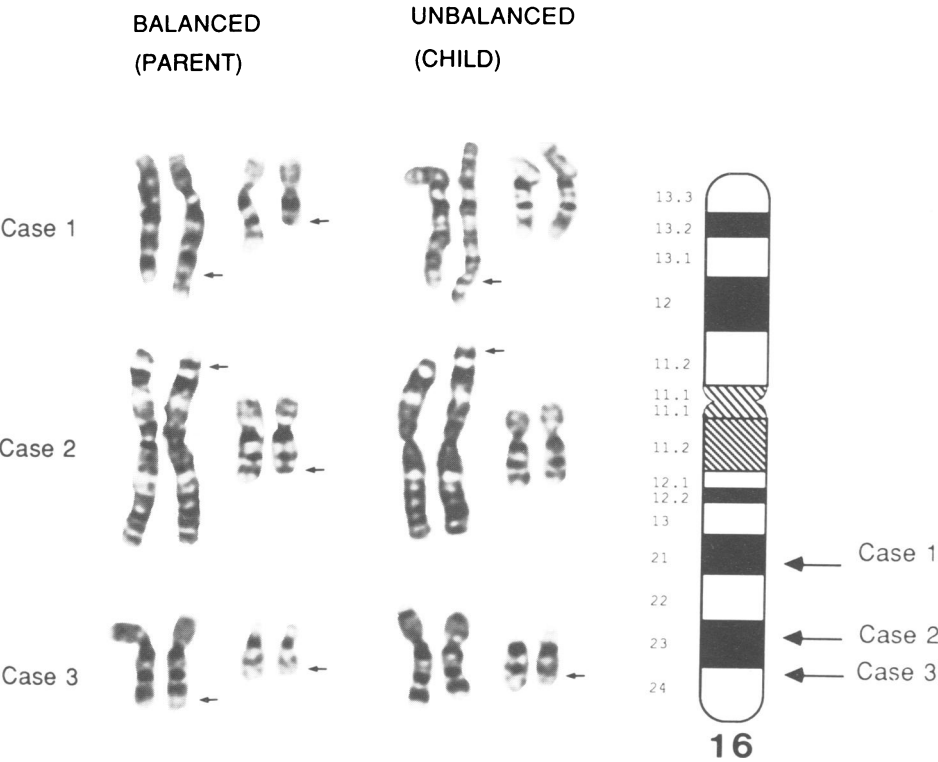 BALANCED
(PARENT)
UNBALANCED
(CHILD)
Case 1
Case 2
Case 3
13.3
13.2
13.1
12
11.2
11.1
11.1
11.2
12.1
12.2
13
21
22
23
24
Case 1
Case 2
Case 3
16